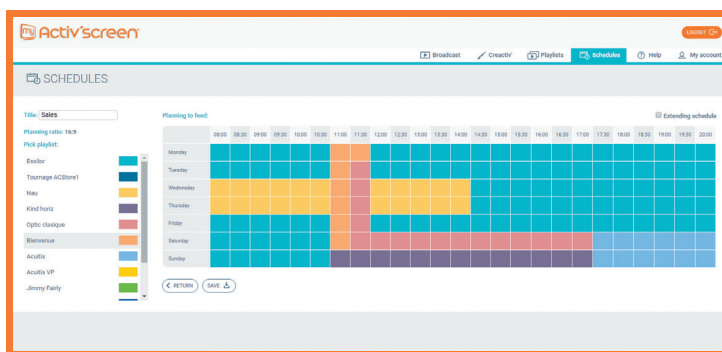 my Activ'screen
LOGOUT
Broadcast Creactiv' Playlists Schedules Help My account
SCHEDULES
Title: Sales
Planning to feed:
Extending schedule
Planning ratio: 16:9
Pick playlist:
08:00 08:30 09:00 09:30 10:00 10:30 11:00 11:30 12:00 12:30 13:00 13:30 14:00 14:30 15:00 15:30 16:00 16:30 17:00 17:30 18:00 18:30 19:00 19:30 20:00
Essilor
Tournage ACStore1
Nau
Kind horiz
Optic clasique
Bienvenue
Acuitis
Acuitis VP
Jimmy Fairly
Monday
Tuesday
Wednesday
Thursday
Friday
Saturday
Sunday
RETURN SAVE